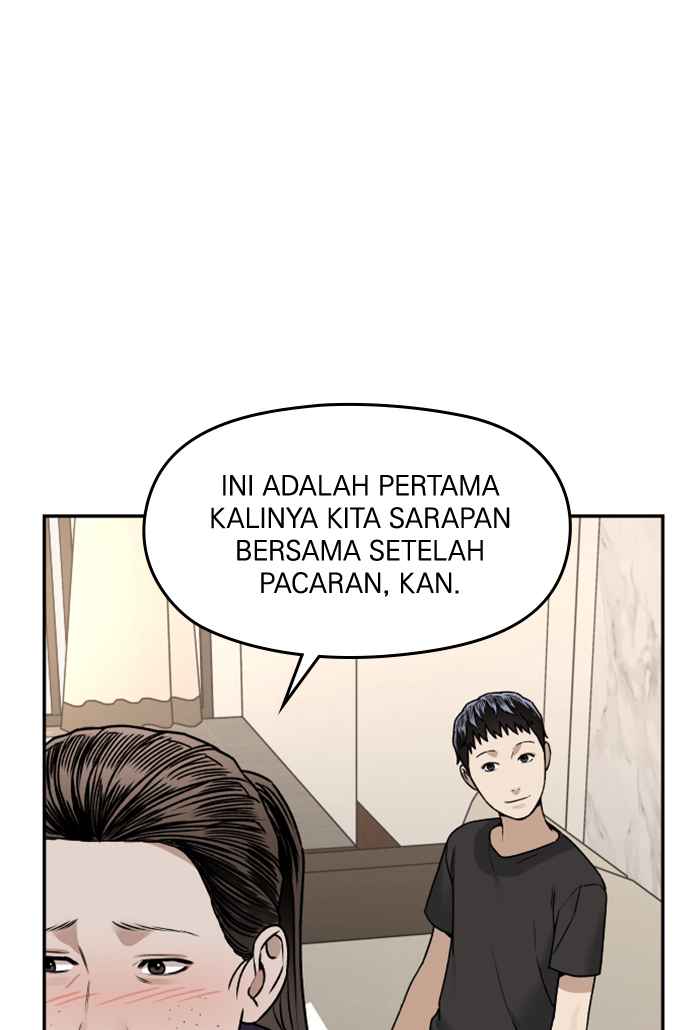 INI ADALAH PERTAMA
KALINYA KITA SARAPAN
BERSAMA SETELAH
PACARAN, KAN.